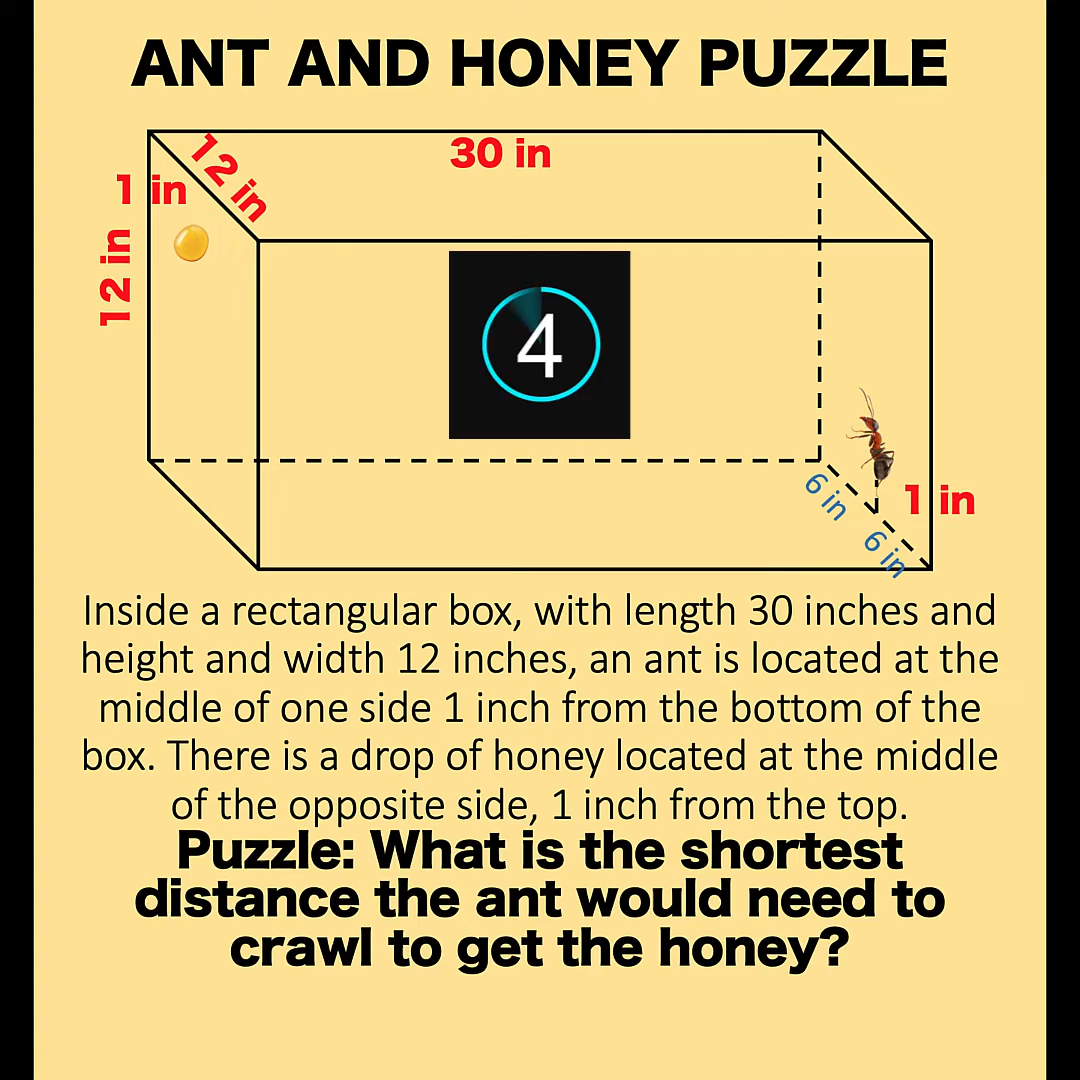 ANT AND HONEY PUZZLE
12 in
30 in
1 in
12 in
4
6 in
1 in
6 in
Inside a rectangular box, with length 30 inches and
height and width 12 inches, an ant is located at the
middle of one side 1 inch from the bottom of the
box. There is a drop of honey located at the middle
of the opposite side, 1 inch from the top.
Puzzle: What is the shortest
distance the ant would need to
crawl to get the honey?